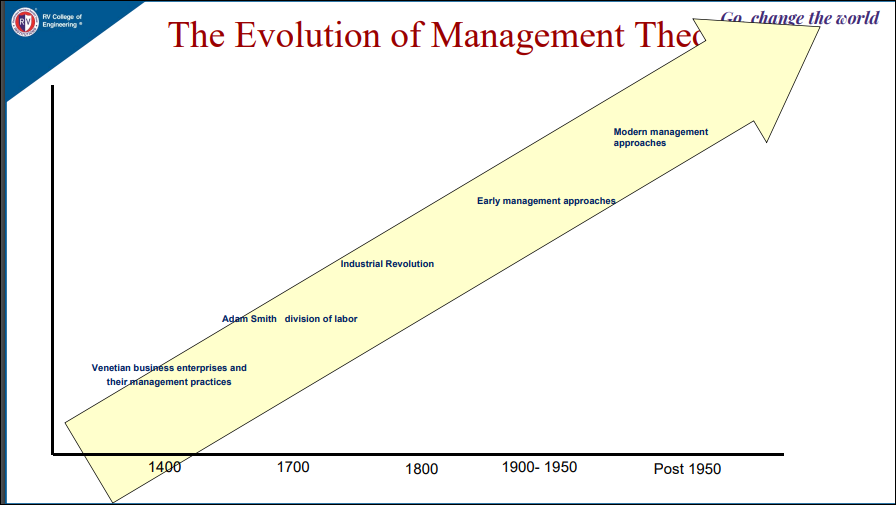 RV College of
Engineering ®
Go, change the world
The Evolution of Management Theo
Modern management
approaches
Early management approaches
Industrial Revolution
Adam Smith division of labor
Venetian business enterprises and
their management practices
1400
1700
1800
1900- 1950
Post 1950